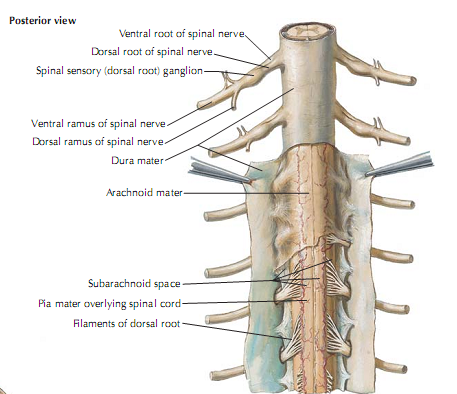 Posterior view
Ventral root of spinal nerve
Dorsal root of spinal nerve
Spinal sensory (dorsal root) ganglion
Ventral ramus of spinal nerve
Dorsal ramus of spinal nerve
Dura mater
Arachnoid mater
Subarachnoid space
Pia mater overlying spinal cord
Filaments of dorsal root